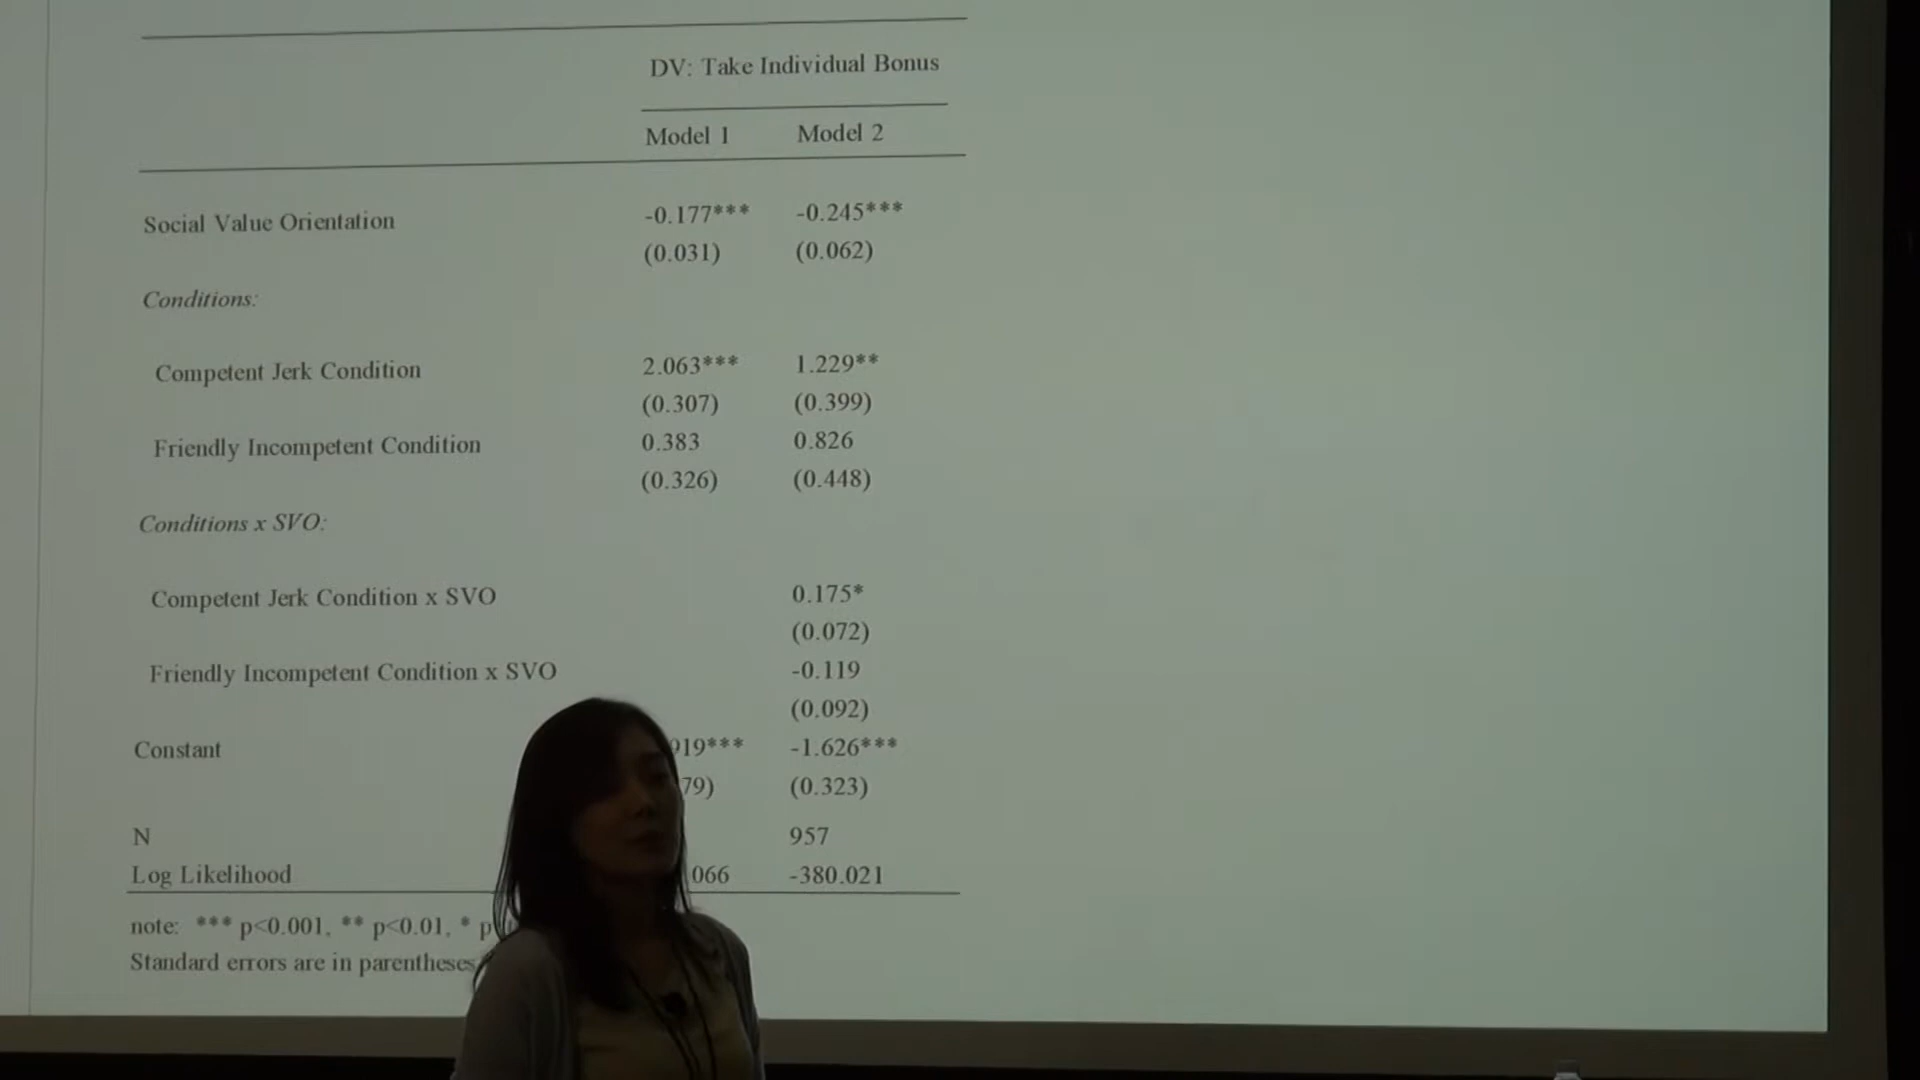 DV: Take Individual Bonus
Model 1 Model 2
Social Value Orientation -0.177*** -0.245***
(0.031) (0.062)
Conditions:
Competent Jerk Condition 2.063*** 1.229**
(0.307) (0.399)
Friendly Incompetent Condition 0.383 0.826
(0.326) (0.448)
Conditions x SVO:
Competent Jerk Condition x SVO 0.175*
(0.072)
Friendly Incompetent Condition x SVO -0.119
(0.092)
Constant 919*** -1.626***
79) (0.323)
N 957
Log Likelihood 066 -380.021
note: *** p<0.001, ** p<0.01, * p
Standard errors are in parentheses